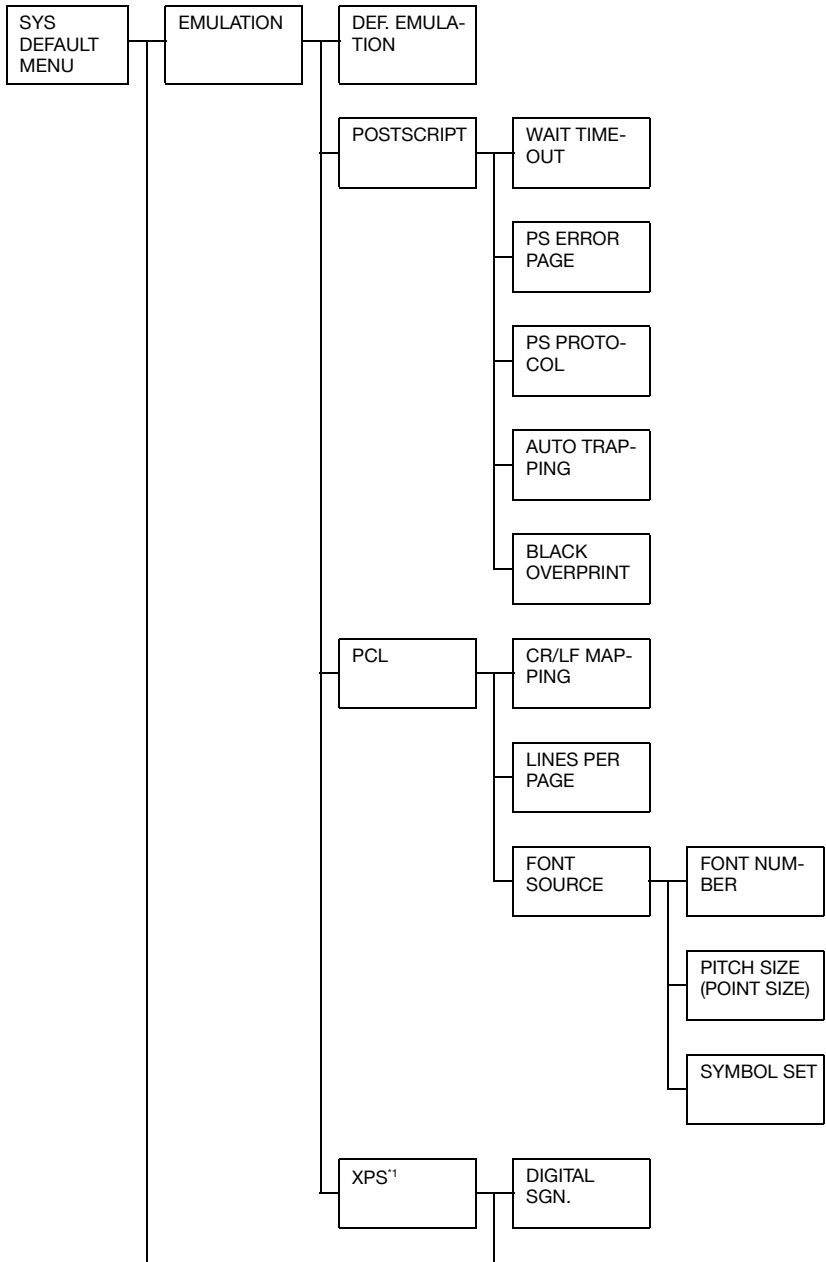 SYS
DEFAULT
MENU
EMULATION
DEF. EMULA-
TION
POSTSCRIPT
WAIT TIME-
OUT
PS ERROR
PAGE
PS PROTO-
COL
AUTO TRAP-
PING
BLACK
OVERPRINT
PCL
CR/LF MAP-
PING
LINES PER
PAGE
FONT
SOURCE
FONT NUM-
BER
PITCH SIZE
(POINT SIZE)
SYMBOL SET
XPS*1
DIGITAL
SGN.